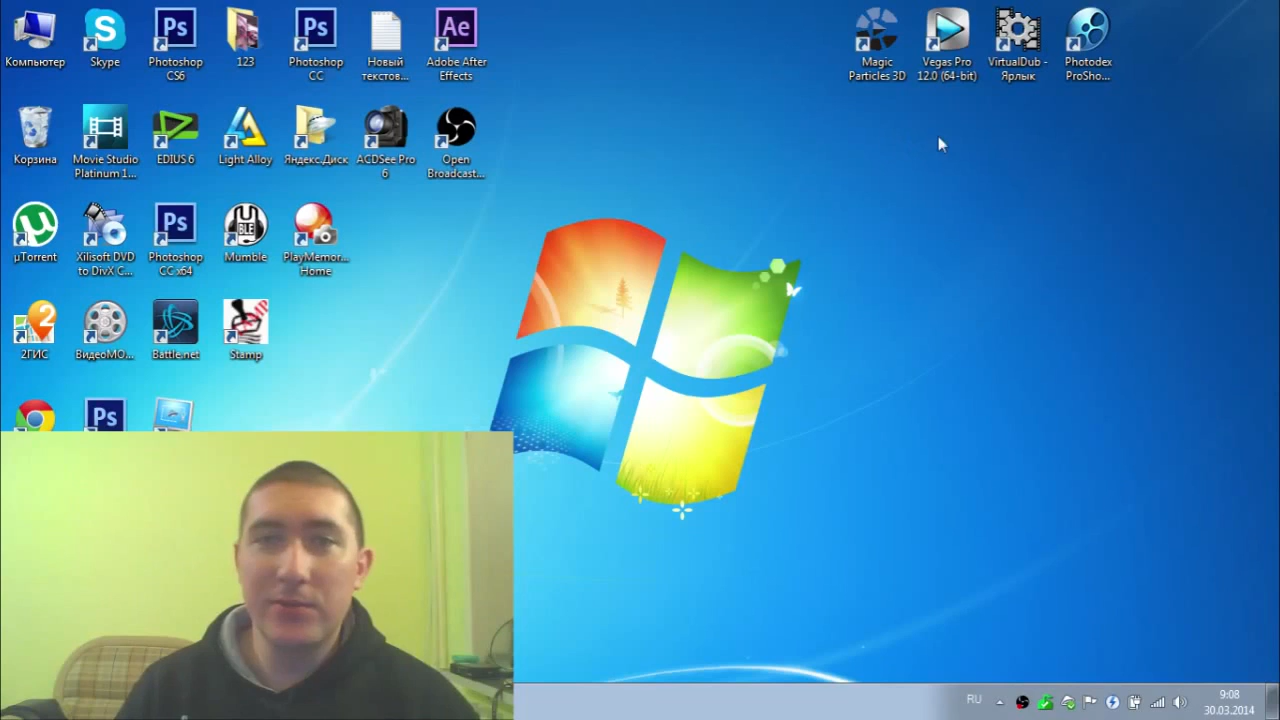 Компьютер
Skype
Photoshop
CS6
123
Photoshop
CC
Новый
текстов...
Adobe After
Effects
Magic
Particles 3D
Vegas Pro
12.0 (64-bit)
VirtualDub -
Ярлык
Photodex
ProSho...
Корзина
Movie Studio
Platinum 1...
EDIUS 6
Light Alloy
Яндекс.Диск
ACDSee Pro
6
Open
Broadcast...
µTorrent
Xilisoft DVD
to DivX C...
Photoshop
CC x64
Mumble
PlayMemor...
Home
2ГИС
ВидеоМО...
Battle.net
Stamp
RU
9:08
30.03.2014